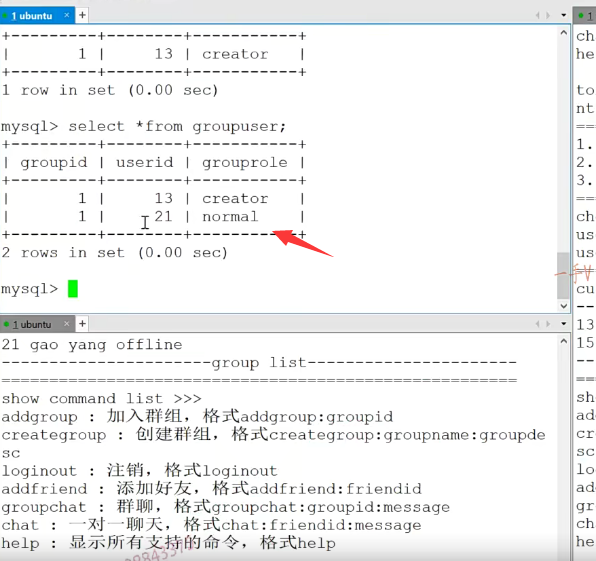 1 ubuntu
+---------+--------+-----------+
|       1 |     13 | creator   |
+---------+--------+-----------+
1 row in set (0.00 sec)
mysql> select *from groupuser;
+---------+--------+-----------+
| groupid | userid | grouprole |
+---------+--------+-----------+
|       1 |     13 | creator   |
|       1 |     21 | normal    |
+---------+--------+-----------+
2 rows in set (0.00 sec)
mysql>
1 ubuntu
21 gao yang offline
----------------------group list----------------------
======================================================
show command list >>>
addgroup : 加入群组，格式addgroup:groupid
creategroup : 创建群组，格式creategroup:groupname:groupde
sc
loginout : 注销，格式loginout
addfriend : 添加好友，格式addfriend:friendid
groupchat : 群聊，格式groupchat:groupid:message
chat : 一对一聊天，格式chat:friendid:message
help : 显示所有支持的命令，格式help
1
ch
he
to
nt
===
1.
2.
3.
===
ch
us
us
===
cu
--
13
15
--
===
sh
ad
cr
sc
lo
ad
gr
ch
he